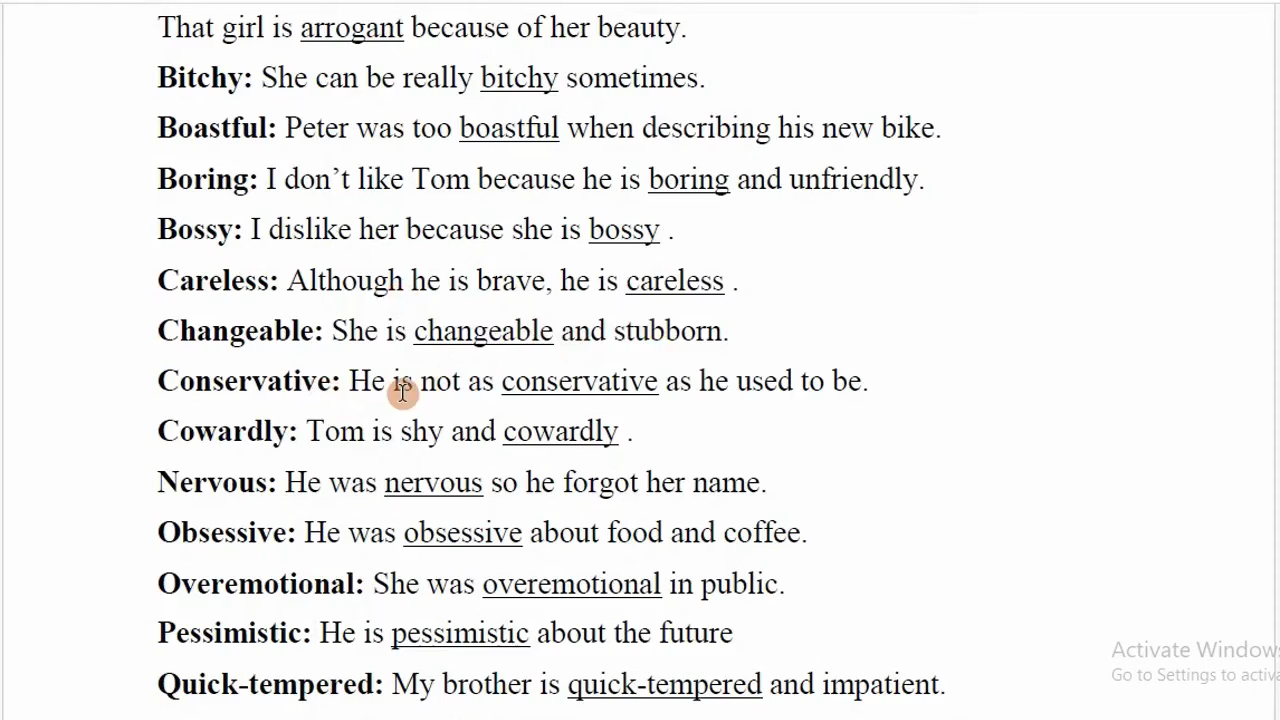 That girl is arrogant because of her beauty.
Bitchy: She can be really bitchy sometimes.
Boastful: Peter was too boastful when describing his new bike.
Boring: I don’t like Tom because he is boring and unfriendly.
Bossy: I dislike her because she is bossy .
Careless: Although he is brave, he is careless .
Changeable: She is changeable and stubborn.
Conservative: He is not as conservative as he used to be.
Cowardly: Tom is shy and cowardly .
Nervous: He was nervous so he forgot her name.
Obsessive: He was obsessive about food and coffee.
Overemotional: She was overemotional in public.
Pessimistic: He is pessimistic about the future
Activate Windows
Go to Settings to activa
Quick-tempered: My brother is quick-tempered and impatient.